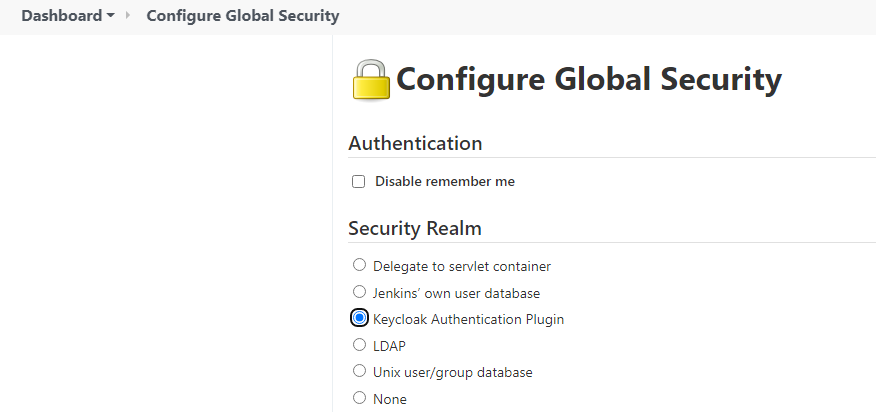 Dashboard Configure Global Security
Configure Global Security
Authentication
Disable remember me
Security Realm
Delegate to servlet container
Jenkins’ own user database
Keycloak Authentication Plugin
LDAP
Unix user/group database
None